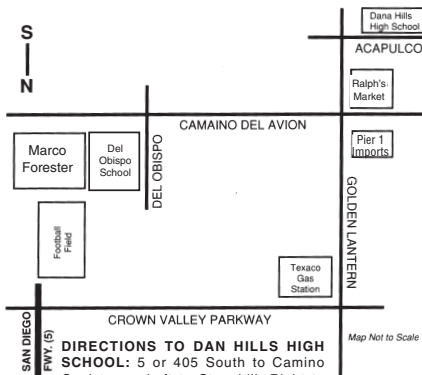 Dana Hills
High School
S
ACAPULCO
N
Ralph's
Market
CAMAINO DEL AVION
Marco
Forester
Del
Obispo
School
DEL OBISPO
Pier 1
Imports
GOLDEN LANTERN
Football
Field
Texaco
Gas
Station
CROWN VALLEY PARKWAY
SAN DIEGO
FWY. (5)
Map Not to Scale
DIRECTIONS TO DAN HILLS HIGH
SCHOOL: 5 or 405 South to Camino